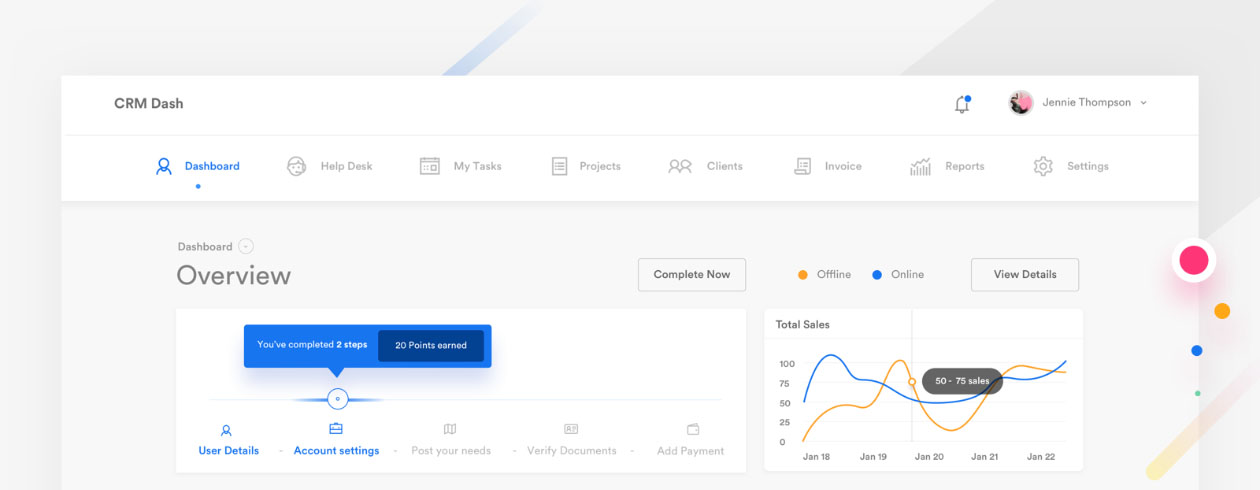 CRM Dash
Jennie Thompson
Dashboard
Help Desk
My Tasks
Projects
Clients
Invoice
Reports
Settings
Dashboard
Overview
Complete Now
Offline
Online
View Details
You've completed 2 steps
20 Points earned
User Details - Account settings - Post your needs - Verify Documents - Add Payment
Total Sales
100
75
50
25
0
50 - 75 sales
Jan 18 Jan 19 Jan 20 Jan 21 Jan 22